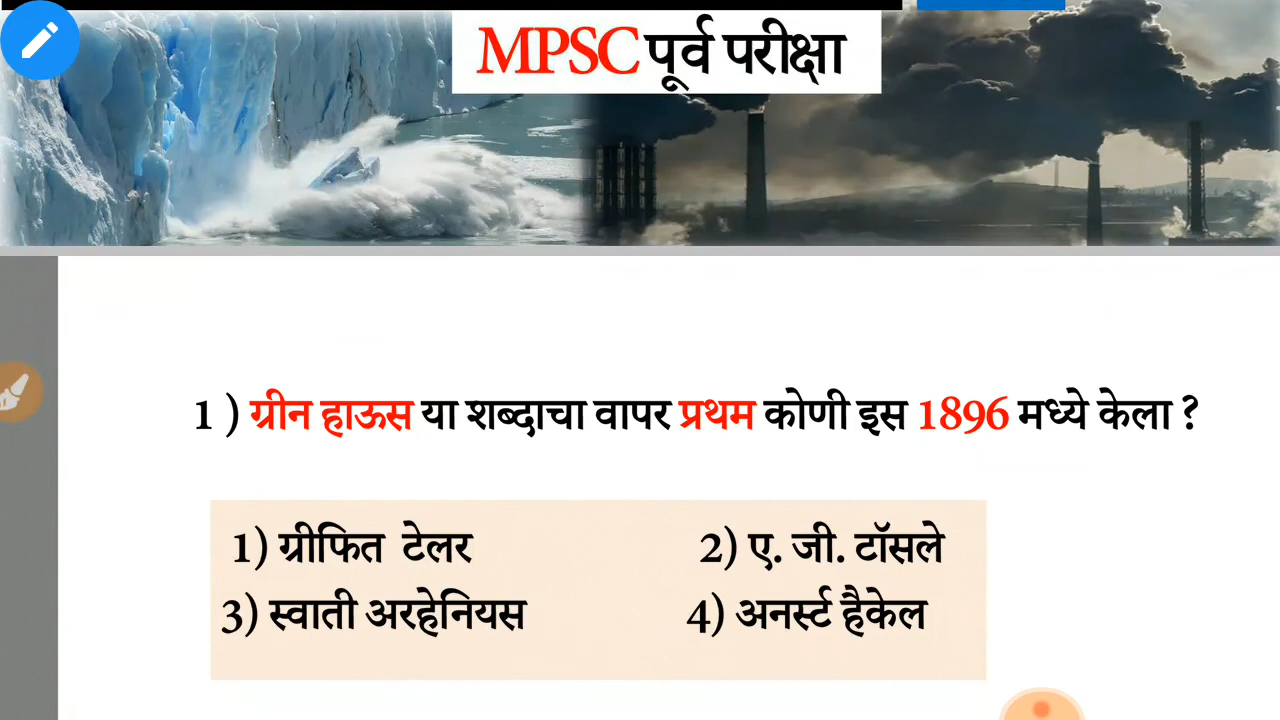 MPSC पूर्व परीक्षा
1 ) ग्रीन हाऊस या शब्दाचा वापर प्रथम कोणी इस 1896 मध्ये केला ?
1) ग्रीफित टेलर 2) ए. जी. टॉसले
3) स्वाती अरहेनियस 4) अनर्स्ट हैकेल